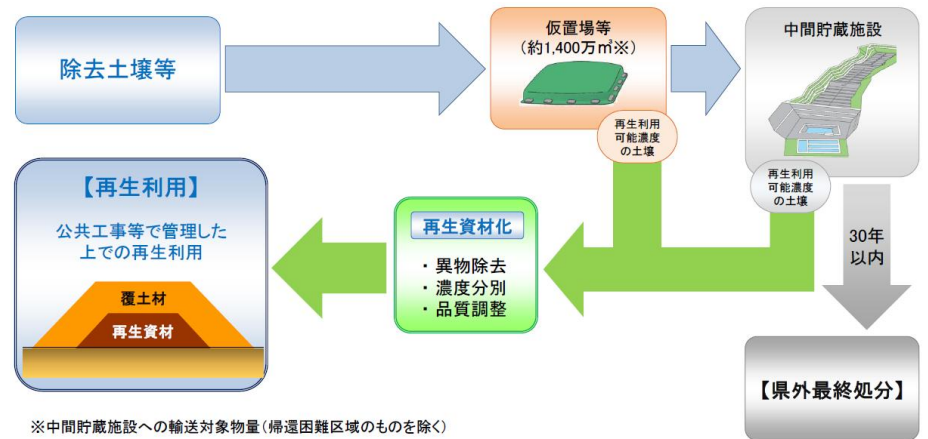 除去土壌等
仮置場等
（約1,400万㎥※）
中間貯蔵施設
再生利用
可能濃度
の土壌
再生利用
可能濃度
の土壌
【再生利用】
公共工事等で管理した
上での再生利用
覆土材
再生資材
再生資材化
・異物除去
・濃度分別
・品質調整
30年
以内
【県外最終処分】
※中間貯蔵施設への輸送対象物量（帰還困難区域のものを除く）